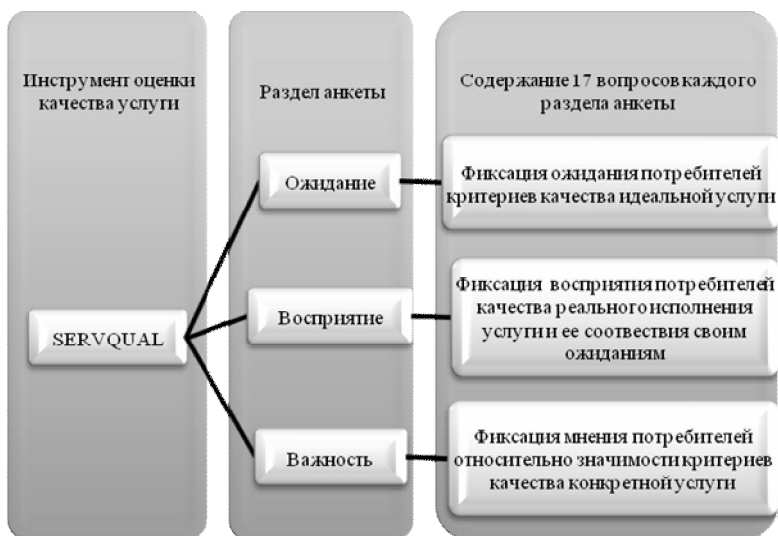 Инструмент оценки
качества услуги
Раздел анкеты
Содержание 17 вопросов каждого
раздела анкеты
SERVQUAL
Ожидание
Фиксация ожидания потребителей
критериев качества идеальной услуги
Восприятие
Фиксация восприятия потребителей
качества реального исполнения
услуги и ее соотвествия своим
ожиданиям
Важность
Фиксация мнения потребителей
относительно значимости критериев
качества конкретной услуги